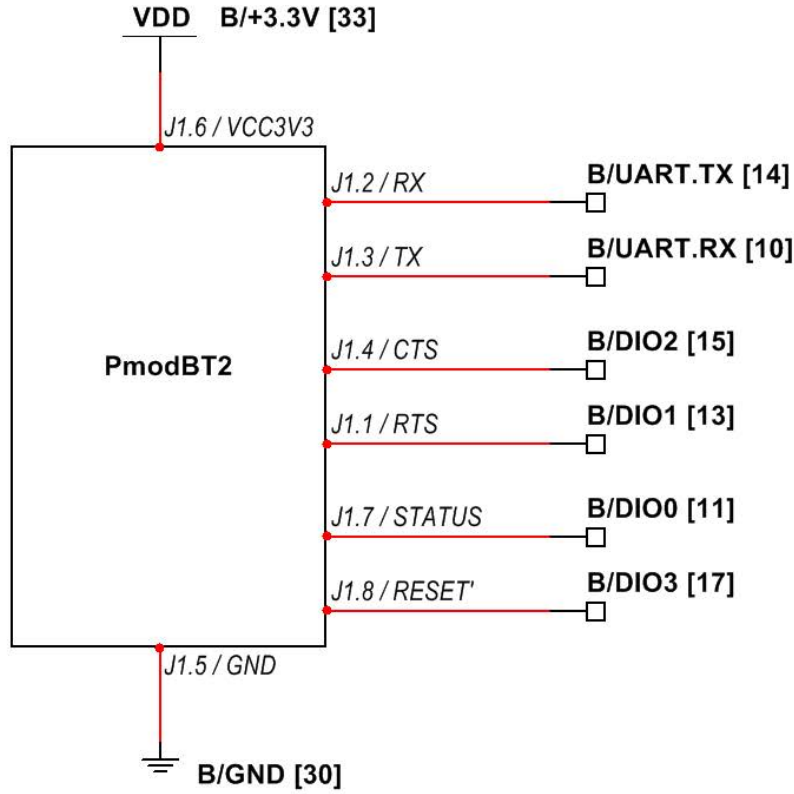 VDD B/+3.3V [33]
J1.6 / VCC3V3
J1.2 / RX B/UART.TX [14]
J1.3 / TX B/UART.RX [10]
J1.4 / CTS B/DIO2 [15]
PmodBT2
J1.1 / RTS B/DIO1 [13]
J1.7 / STATUS B/DIO0 [11]
J1.8 / RESET' B/DIO3 [17]
J1.5 / GND
B/GND [30]